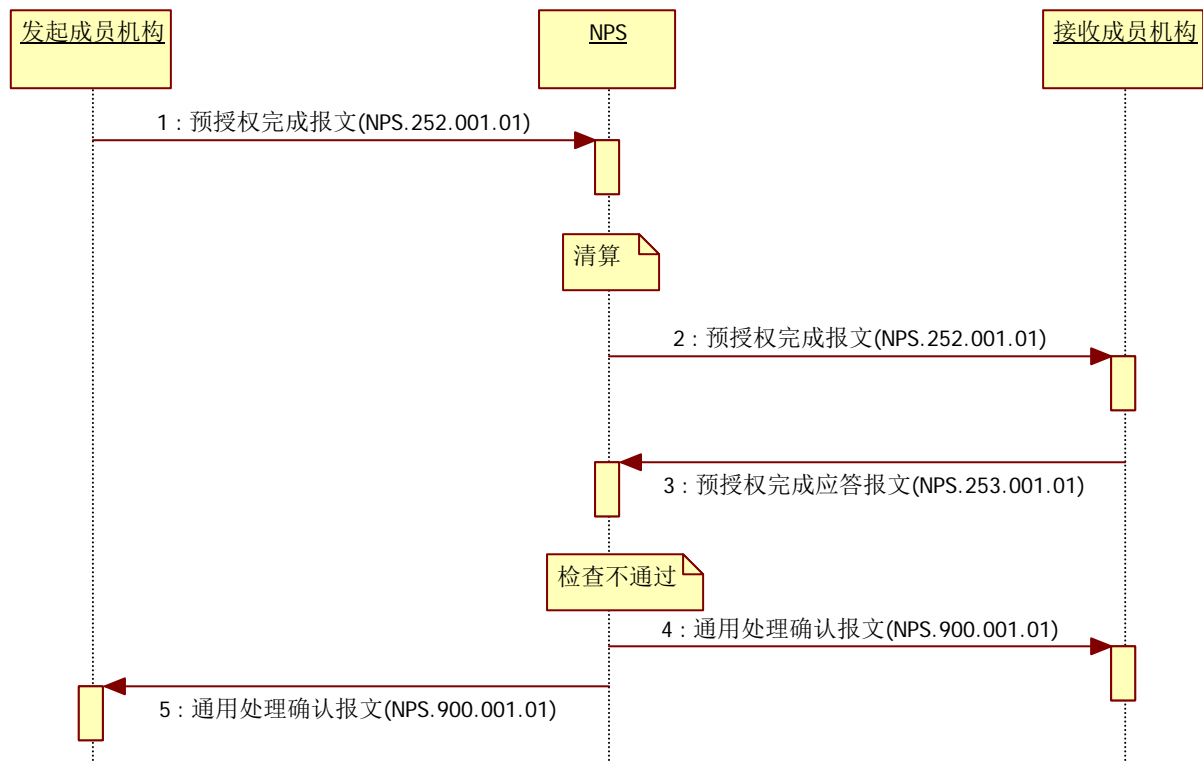 发起成员机构
NPS
接收成员机构
1 : 预授权完成报文(NPS.252.001.01)
清算
2 : 预授权完成报文(NPS.252.001.01)
3 : 预授权完成应答报文(NPS.253.001.01)
检查不通过
4 : 通用处理确认报文(NPS.900.001.01)
5 : 通用处理确认报文(NPS.900.001.01)